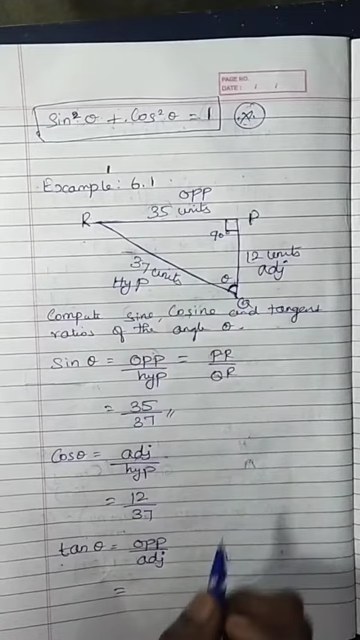 PAGE NO.
DATE: / /
Sin²θ + Cos²θ = 1
Example: 6.1
OPP
35 units
R
P
90
12 units
adj
37 units
Hyp
θ
Q
Compute sine, Cosine and tangent
ratios of the angle θ.
Sin θ = OPP/hyp = PR/QR
= 35/37 //
Cosθ = adj/hyp
= 12/37
tanθ = OPP/adj
=